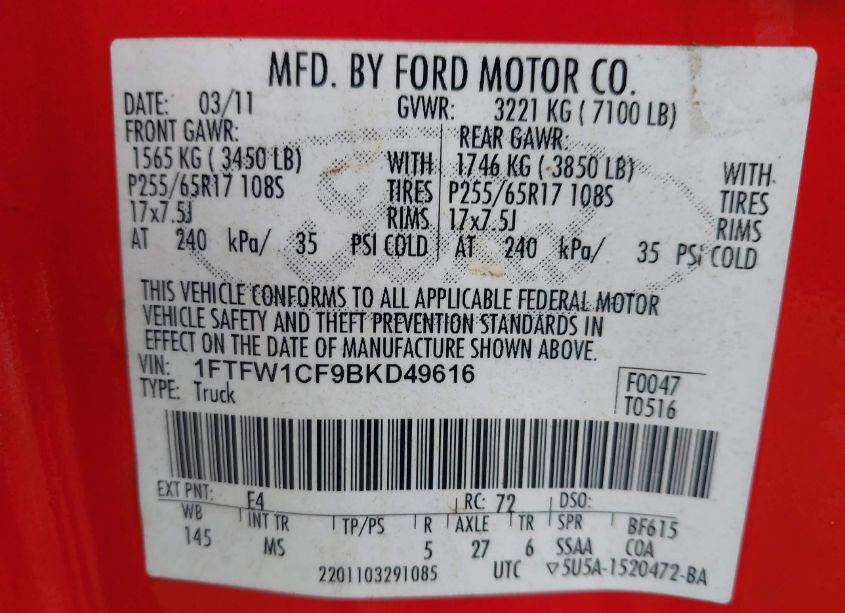 MFD. BY FORD MOTOR CO.
DATE: 03/11 GVWR: 3221 KG ( 7100 LB)
FRONT GAWR: REAR GAWR:
1565 KG ( 3450 LB) WITH 1746 KG ( 3850 LB) WITH
P255/65R17 108S TIRES P255/65R17 108S TIRES
17x7.5J RIMS 17x7.5J RIMS
AT 240 kPa/ 35 PSI COLD AT 240 kPa/ 35 PSI COLD
THIS VEHICLE CONFORMS TO ALL APPLICABLE FEDERAL MOTOR
VEHICLE SAFETY AND THEFT PREVENTION STANDARDS IN
EFFECT ON THE DATE OF MANUFACTURE SHOWN ABOVE.
VIN: 1FTFW1CF9BKD49616
TYPE: Truck
F0047
T0516
EXT PNT: F4 RC: 72 DSO:
WB INT TR TP/PS R AXLE TR SPR BF615
145 MS 5 27 6 SSAA COA
2201103291085 UTC ▽5U5A-1520472-BA